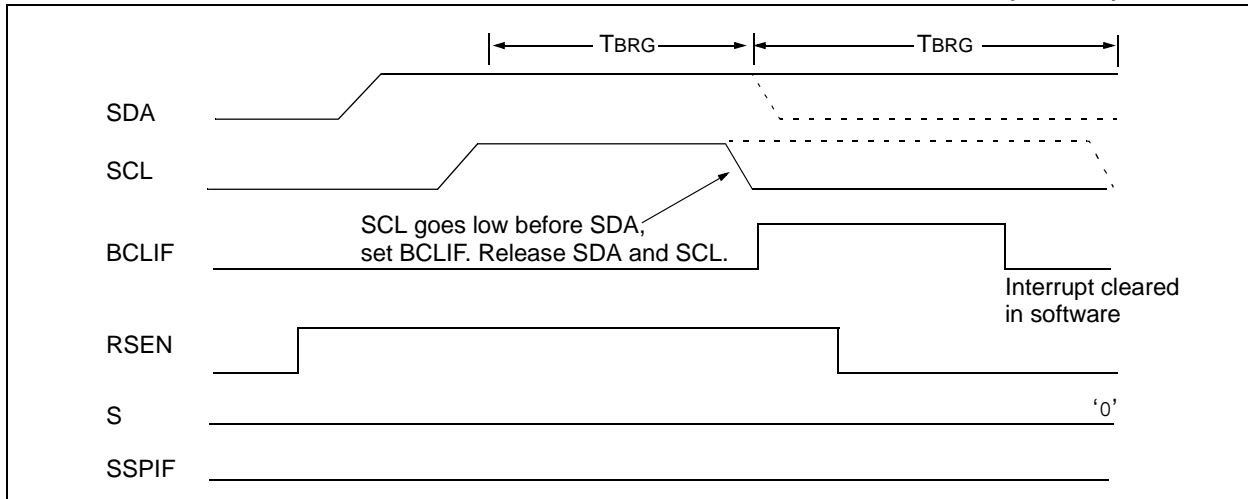 TBRG TBRG
SDA
SCL
SCL goes low before SDA,
set BCLIF. Release SDA and SCL.
BCLIF
Interrupt cleared
in software
RSEN
S ‘0’
SSPIF